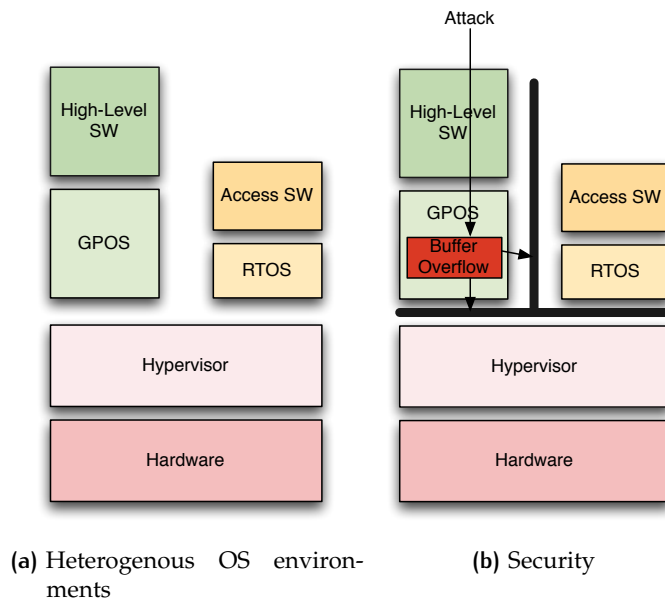 Attack
High-Level
SW
GPOS
Access SW
RTOS
Hypervisor
Hardware
High-Level
SW
GPOS
Buffer
Overflow
Access SW
RTOS
Hypervisor
Hardware
(a) Heterogenous OS environ-
ments
(b) Security